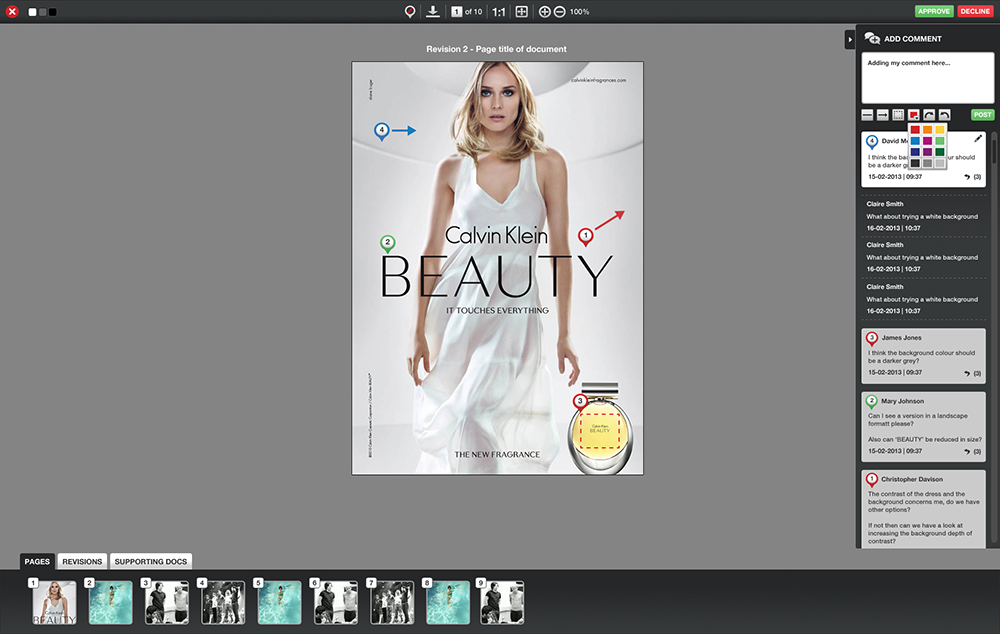 1 of 10 1:1 100% APPROVE DECLINE
Revision 2 - Page title of document
calvinkleinfragrances.com
4
1
2
Calvin Klein
BEAUTY
IT TOUCHES EVERYTHING
3
Calvin Klein
BEAUTY
THE NEW FRAGRANCE
ADD COMMENT
Adding my comment here...
POST
4 David
I think the background colour should
be a darker
15-02-2013 | 09:37 (3)
Claire Smith
What about trying a white background
16-02-2013 | 10:37
Claire Smith
What about trying a white background
16-02-2013 | 10:37
Claire Smith
What about trying a white background
16-02-2013 | 10:37
3 James Jones
I think the background colour should
be a darker grey?
15-02-2013 | 09:37 (3)
2 Mary Johnson
Can I see a version in a landscape
formatt please?
Also can 'BEAUTY' be reduced in size?
15-02-2013 | 09:37 (3)
1 Christopher Davison
The contrast of the dress and the
background concerns me, do we have
other options?
If not then can we have a look at
increasing the background depth of
contrast?
PAGES REVISIONS SUPPORTING DOCS
1 2 3 4 5 6 7 8 9
Calvin Klein
BEAUTY